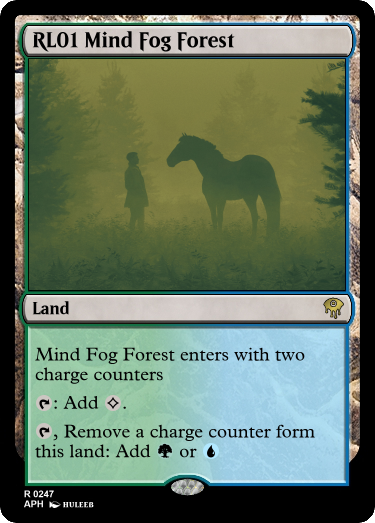 RL01 Mind Fog Forest
Land
Mind Fog Forest enters with two
charge counters
: Add .
, Remove a charge counter form
this land: Add or
R 0247
APH HULEEB